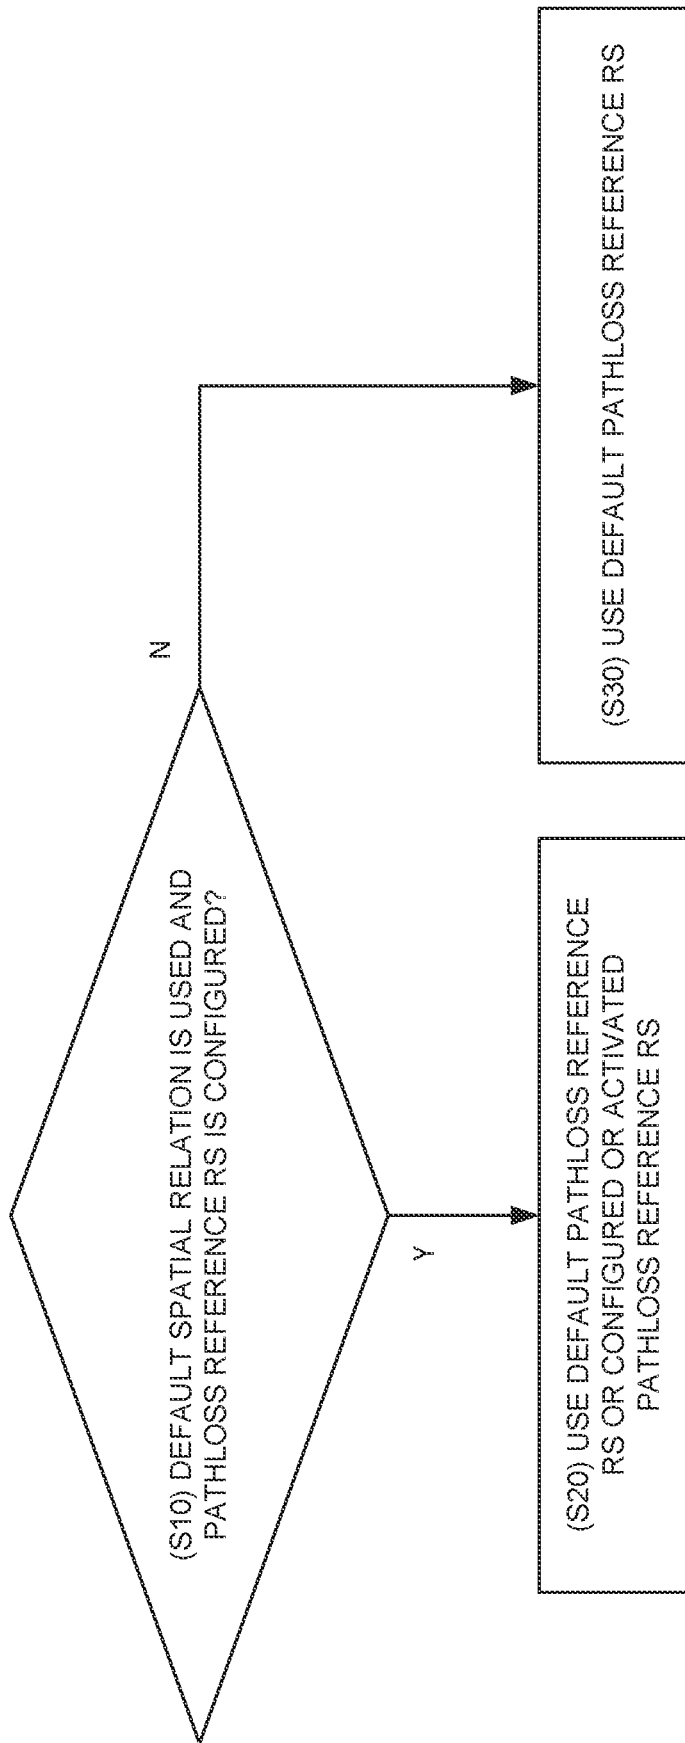 (S10) DEFAULT SPATIAL RELATION IS USED AND
PATHLOSS REFERENCE RS IS CONFIGURED?
N
Y
(S20) USE DEFAULT PATHLOSS REFERENCE
RS OR CONFIGURED OR ACTIVATED
PATHLOSS REFERENCE RS
(S30) USE DEFAULT PATHLOSS REFERENCE RS